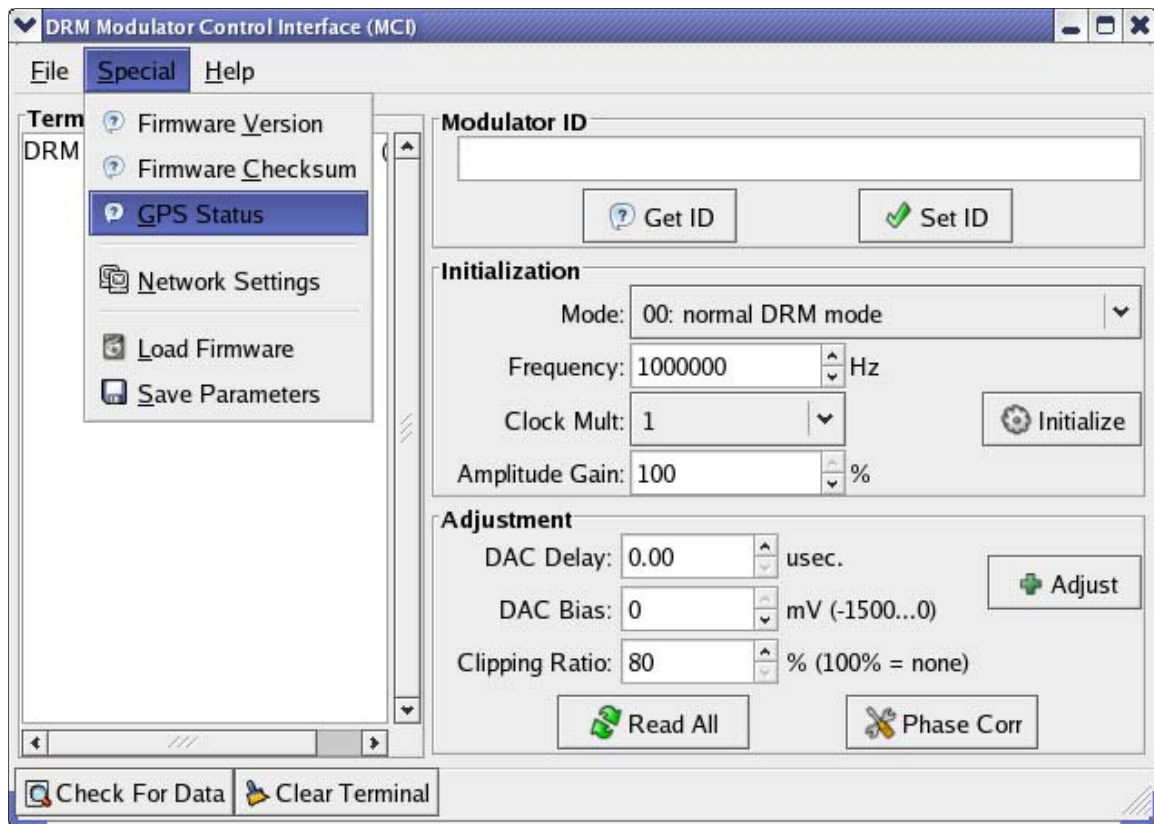 DRM Modulator Control Interface (MCI)
File Special Help
Firmware Version
Firmware Checksum
GPS Status
Network Settings
Load Firmware
Save Parameters
Term
DRM (
Modulator ID
Get ID
Set ID
Initialization
Mode: 00: normal DRM mode
Frequency: 1000000 Hz
Clock Mult: 1
Initialize
Amplitude Gain: 100 %
Adjustment
DAC Delay: 0.00 usec.
Adjust
DAC Bias: 0 mV (-1500...0)
Clipping Ratio: 80 % (100% = none)
Read All
Phase Corr
Check For Data
Clear Terminal